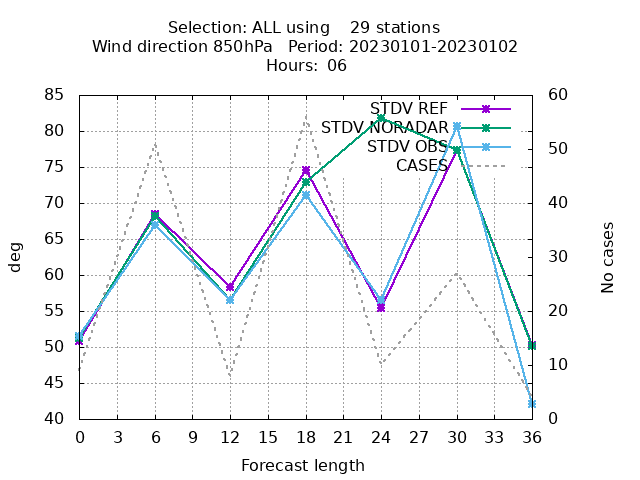 Selection: ALL using    29 stations
Wind direction 850hPa   Period: 20230101-20230102
Hours: 06
85
80
75
70
65
60
55
50
45
40
deg
60
50
40
30
20
10
0
No cases
STDV REF
STDV NORADAR
STDV OBS
CASES
0 3 6 9 12 15 18 21 24 27 30 33 36
Forecast length